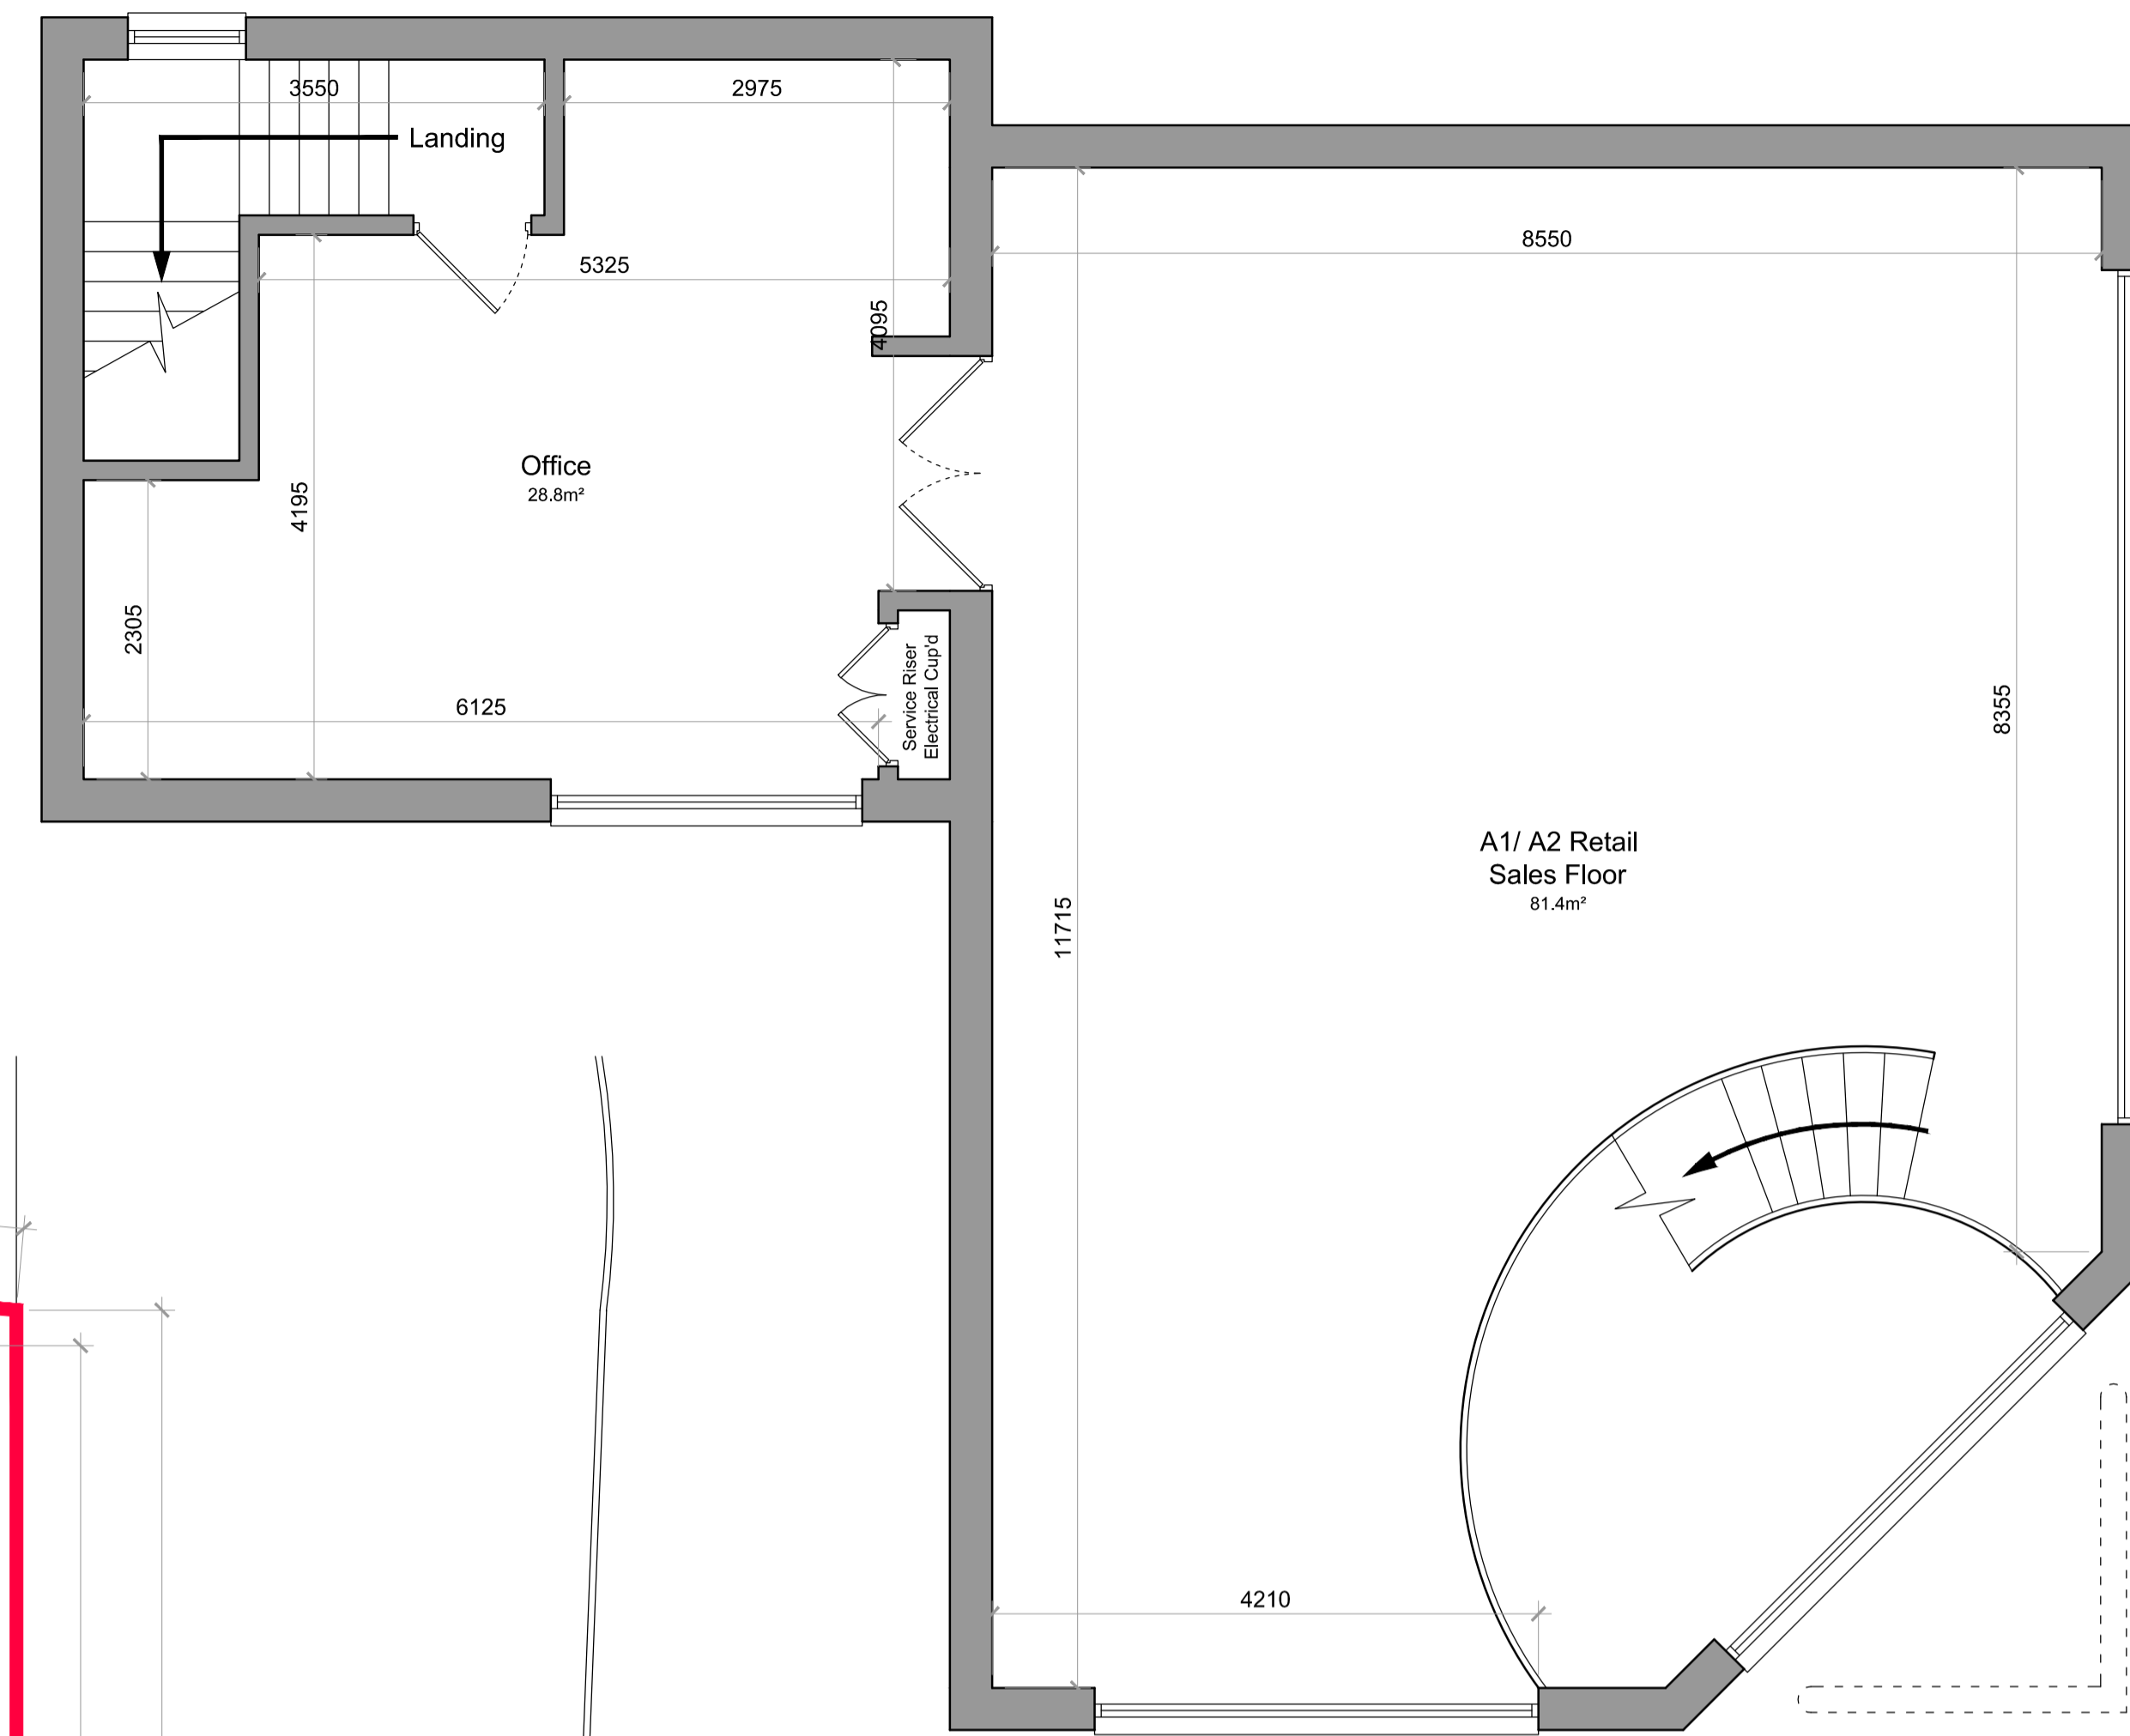 3550
2975
Landing
8550
5325
4095
Office
28.8m²
4195
2305
Service Riser
Electrical Cup'd
6125
8355
A1/ A2 Retail
Sales Floor
81.4m²
11715
4210